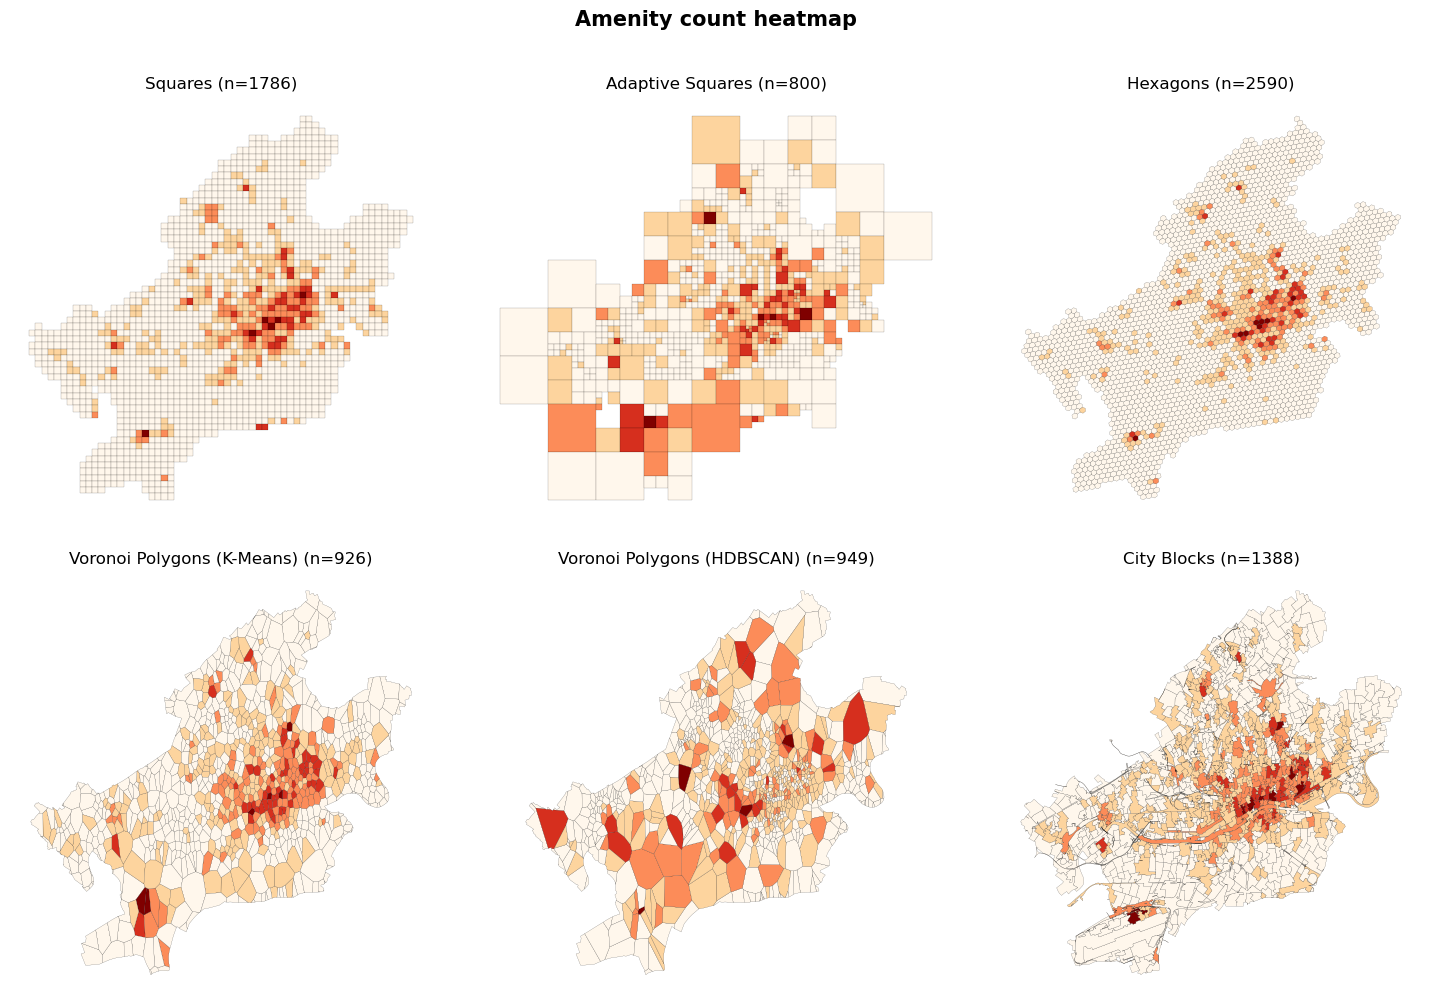 Amenity count heatmap
Squares (n=1786)
Adaptive Squares (n=800)
Hexagons (n=2590)
Voronoi Polygons (K-Means) (n=926)
Voronoi Polygons (HDBSCAN) (n=949)
City Blocks (n=1388)